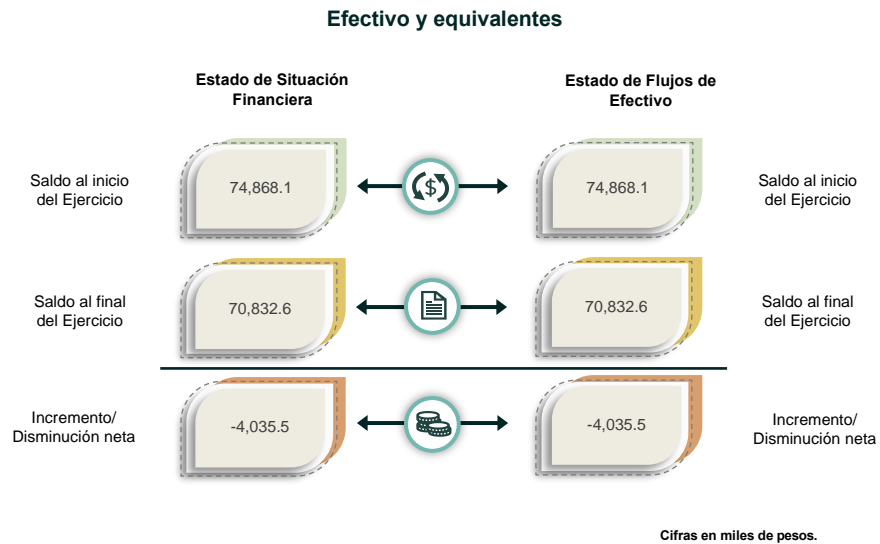 Efectivo y equivalentes
Estado de Situación
Financiera
Estado de Flujos de
Efectivo
Saldo al inicio
del Ejercicio
74,868.1
$
74,868.1
Saldo al inicio
del Ejercicio
Saldo al final
del Ejercicio
70,832.6
70,832.6
Saldo al final
del Ejercicio
Incremento/
Disminución neta
-4,035.5
-4,035.5
Incremento/
Disminución neta
Cifras en miles de pesos.